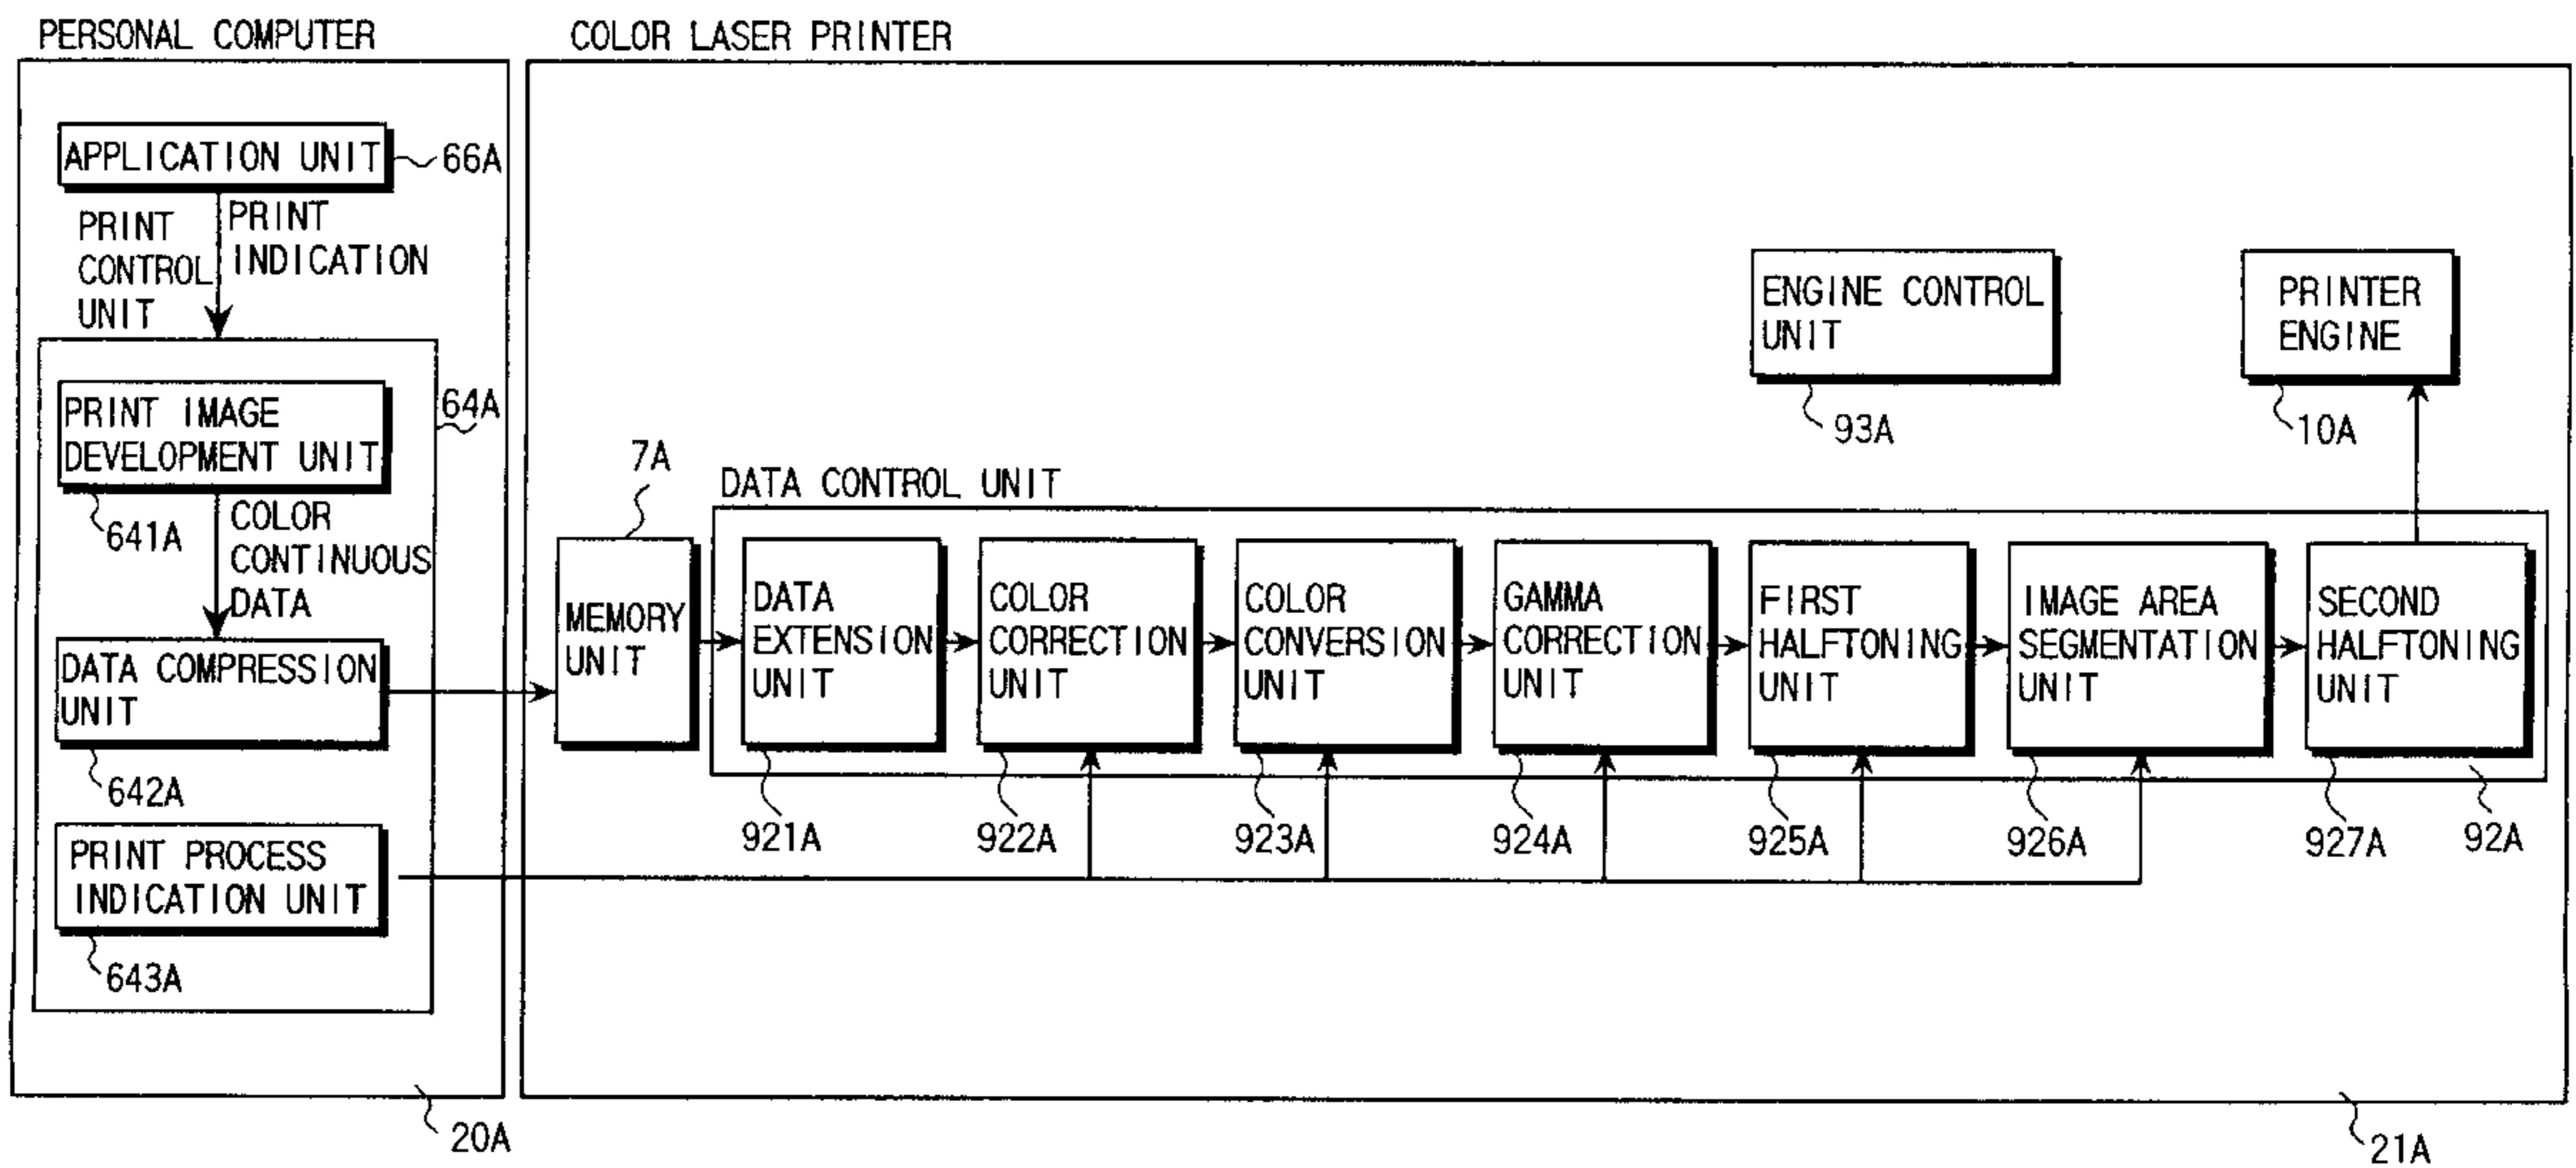 PERSONAL COMPUTER
COLOR LASER PRINTER
APPLICATION UNIT
66A
PRINT
CONTROL
UNIT
PRINT
INDICATION
PRINT IMAGE
DEVELOPMENT UNIT
64A
641A
COLOR
CONTINUOUS
DATA
DATA COMPRESSION
UNIT
642A
PRINT PROCESS
INDICATION UNIT
643A
20A
ENGINE CONTROL
UNIT
93A
PRINTER
ENGINE
10A
7A
DATA CONTROL UNIT
MEMORY
UNIT
DATA
EXTENSION
UNIT
921A
COLOR
CORRECTION
UNIT
922A
COLOR
CONVERSION
UNIT
923A
GAMMA
CORRECTION
UNIT
924A
FIRST
HALFTONING
UNIT
925A
IMAGE AREA
SEGMENTATION
UNIT
926A
SECOND
HALFTONING
UNIT
927A
92A
21A